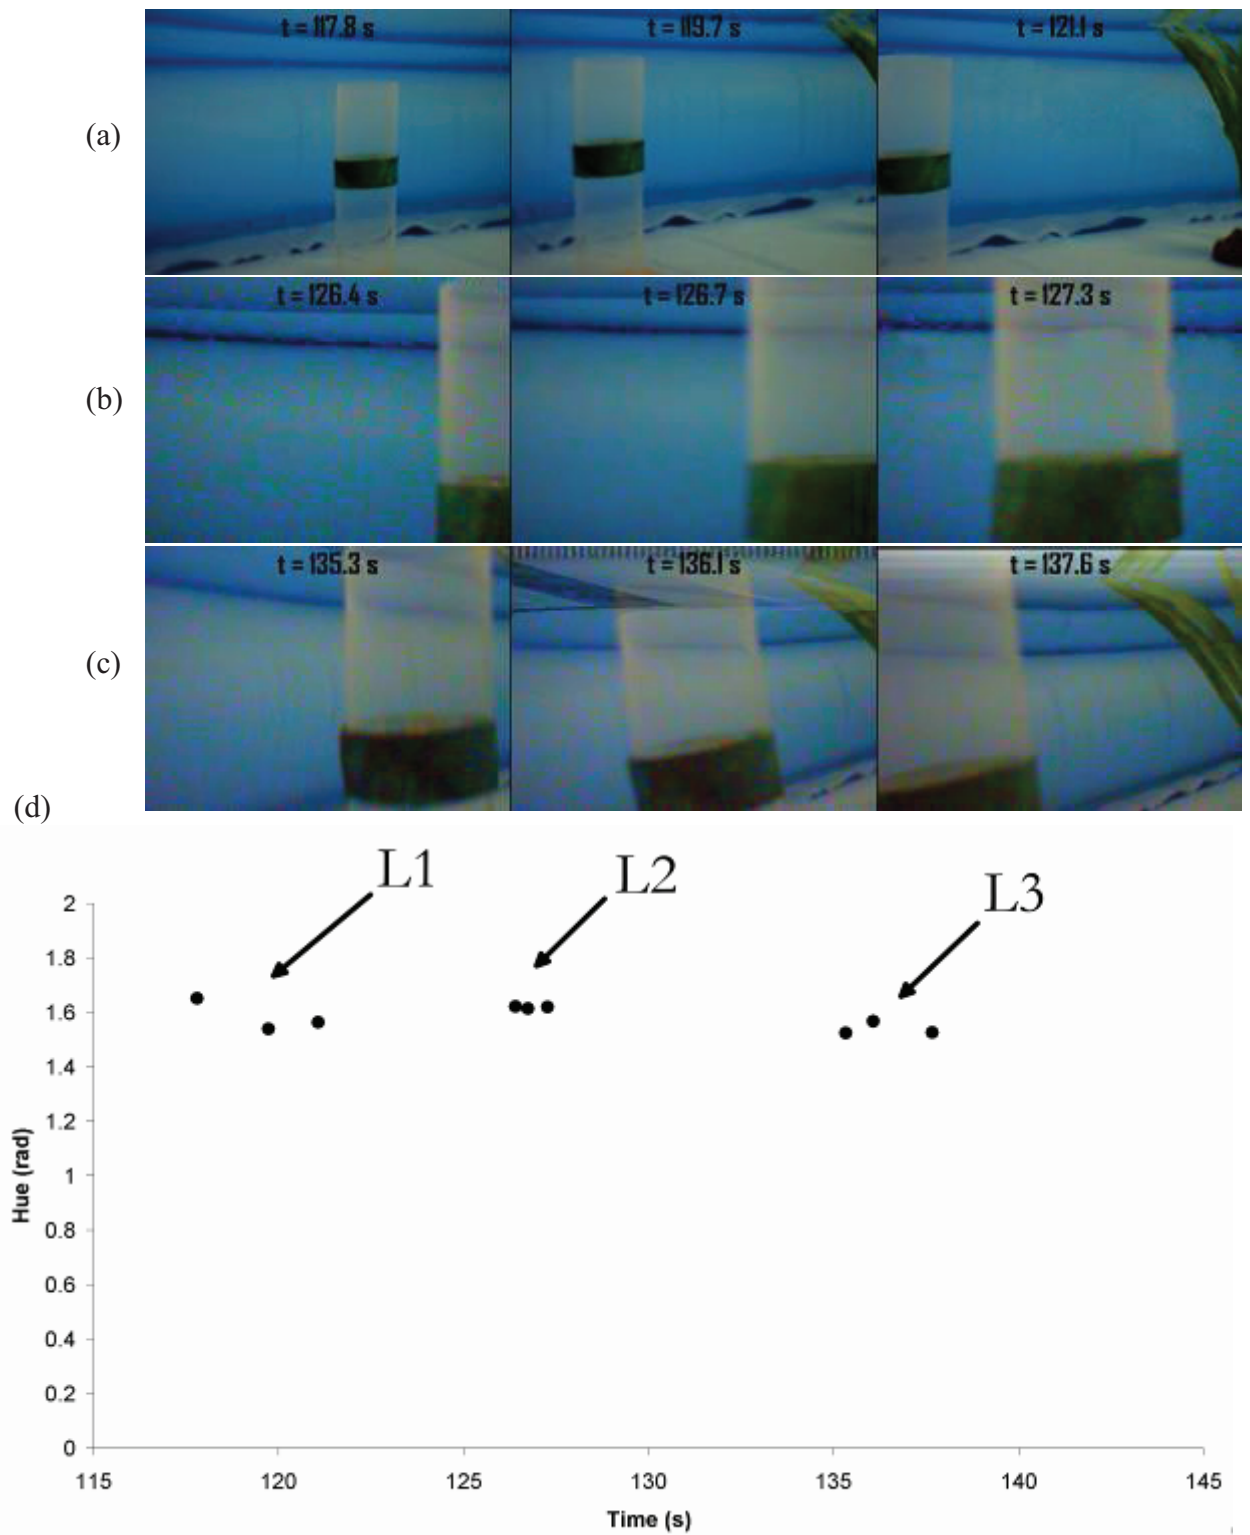 (a)
t = 117.8 s
t = 119.7 s
t = 121.1 s
(b)
t = 126.4 s
t = 126.7 s
t = 127.3 s
(c)
t = 135.3 s
t = 136.1 s
t = 137.6 s
(d)
L1
L2
L3
2
1.8
1.6
1.4
1.2
1
0.8
0.6
0.4
0.2
0
Hue (rad)
115 120 125 130 135 140 145
Time (s)